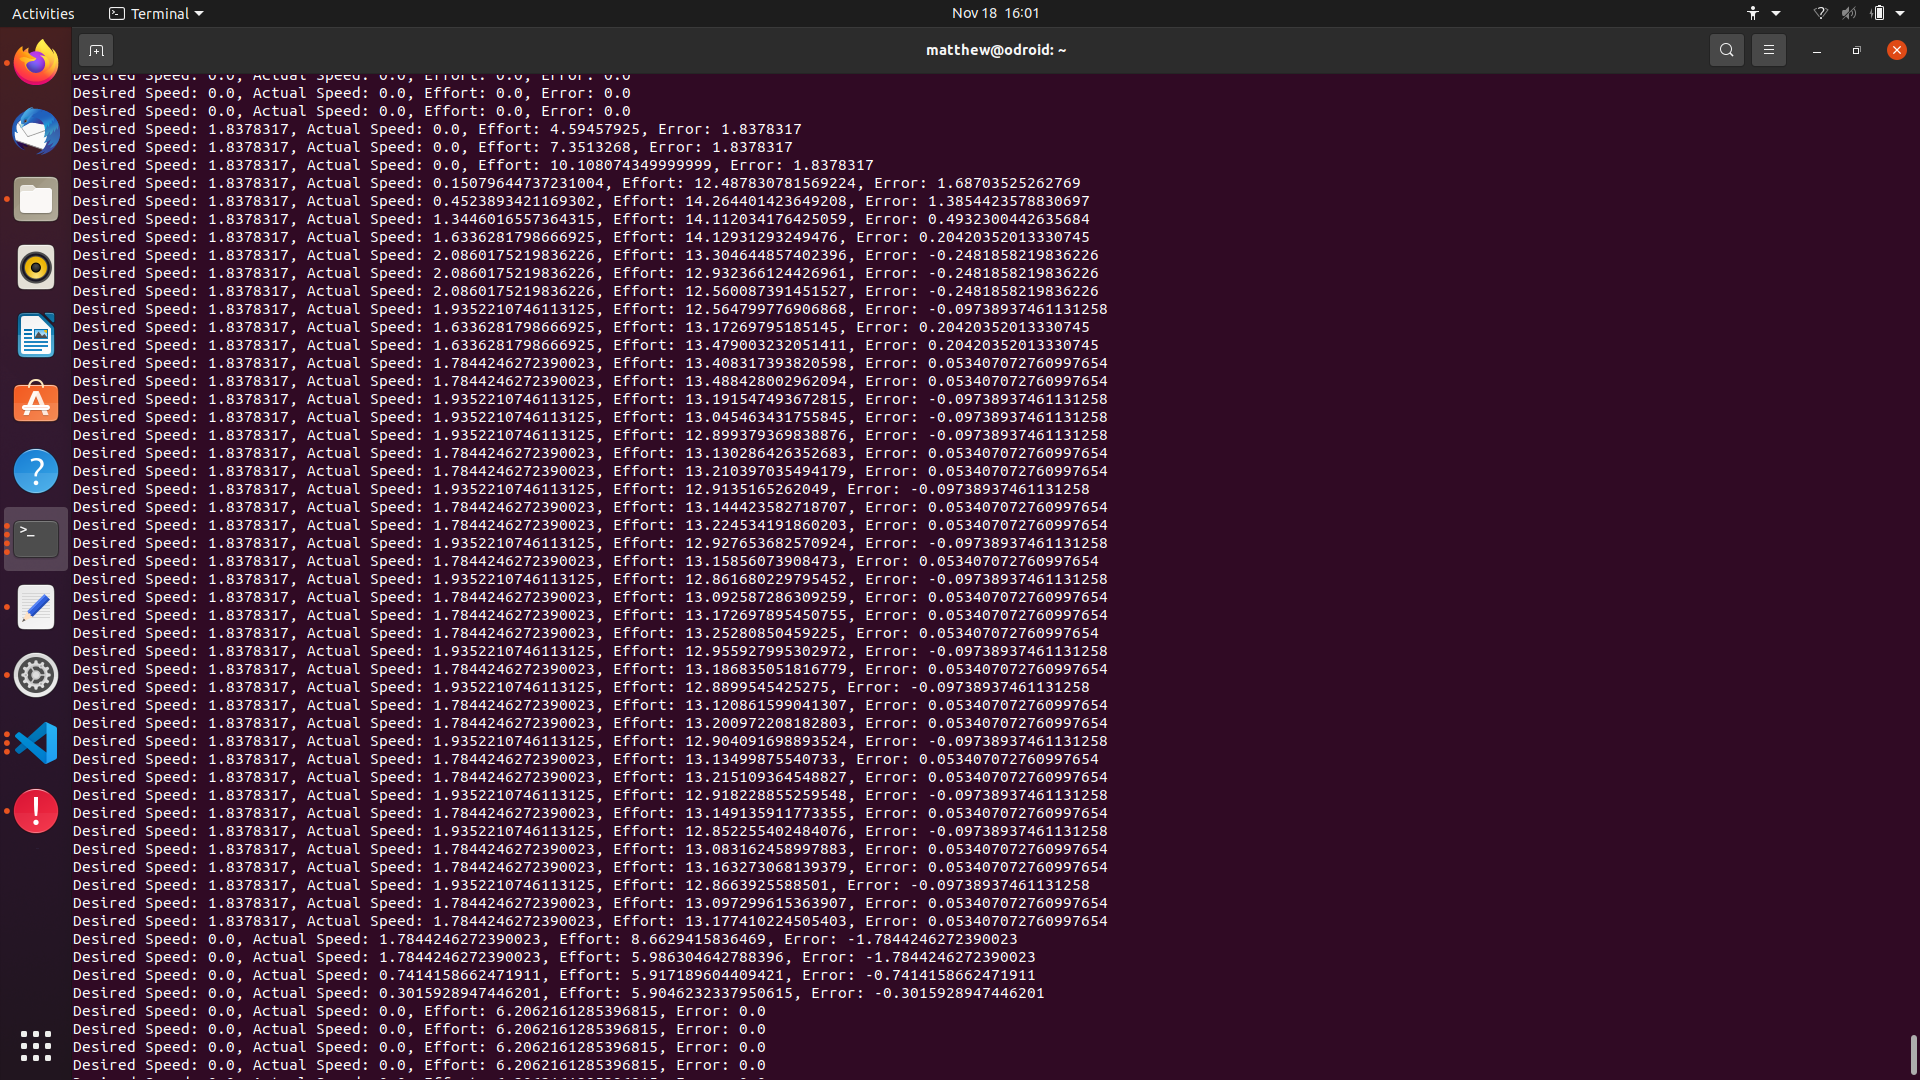 Activities
Terminal
Nov 18 16:01
matthew@odroid: ~
Desired Speed: 0.0, Actual Speed: 0.0, Effort: 0.0, Error: 0.0
Desired Speed: 0.0, Actual Speed: 0.0, Effort: 0.0, Error: 0.0
Desired Speed: 0.0, Actual Speed: 0.0, Effort: 0.0, Error: 0.0
Desired Speed: 1.8378317, Actual Speed: 0.0, Effort: 4.59457925, Error: 1.8378317
Desired Speed: 1.8378317, Actual Speed: 0.0, Effort: 7.3513268, Error: 1.8378317
Desired Speed: 1.8378317, Actual Speed: 0.0, Effort: 10.108074349999999, Error: 1.8378317
Desired Speed: 1.8378317, Actual Speed: 0.15079644737231004, Effort: 12.487830781569224, Error: 1.68703525262769
Desired Speed: 1.8378317, Actual Speed: 0.4523893421169302, Effort: 14.264401423649208, Error: 1.3854423578830697
Desired Speed: 1.8378317, Actual Speed: 1.3446016557364315, Effort: 14.112034176425059, Error: 0.4932300442635684
Desired Speed: 1.8378317, Actual Speed: 1.6336281798666925, Effort: 14.12931293249476, Error: 0.20420352013330745
Desired Speed: 1.8378317, Actual Speed: 2.0860175219836226, Effort: 13.304644857402396, Error: -0.2481858219836226
Desired Speed: 1.8378317, Actual Speed: 2.0860175219836226, Effort: 12.932366124426961, Error: -0.2481858219836226
Desired Speed: 1.8378317, Actual Speed: 2.0860175219836226, Effort: 12.560087391451527, Error: -0.2481858219836226
Desired Speed: 1.8378317, Actual Speed: 1.9352210746113125, Effort: 12.564799776906868, Error: -0.09738937461131258
Desired Speed: 1.8378317, Actual Speed: 1.6336281798666925, Effort: 13.17269795185145, Error: 0.20420352013330745
Desired Speed: 1.8378317, Actual Speed: 1.6336281798666925, Effort: 13.479003232051411, Error: 0.20420352013330745
Desired Speed: 1.8378317, Actual Speed: 1.7844246272390023, Effort: 13.408317393820598, Error: 0.053407072760997654
Desired Speed: 1.8378317, Actual Speed: 1.7844246272390023, Effort: 13.488428002962094, Error: 0.053407072760997654
Desired Speed: 1.8378317, Actual Speed: 1.9352210746113125, Effort: 13.191547493672815, Error: -0.09738937461131258
Desired Speed: 1.8378317, Actual Speed: 1.9352210746113125, Effort: 13.045463431755845, Error: -0.09738937461131258
Desired Speed: 1.8378317, Actual Speed: 1.9352210746113125, Effort: 12.899379369838876, Error: -0.09738937461131258
Desired Speed: 1.8378317, Actual Speed: 1.7844246272390023, Effort: 13.130286426352683, Error: 0.053407072760997654
Desired Speed: 1.8378317, Actual Speed: 1.7844246272390023, Effort: 13.210397035494179, Error: 0.053407072760997654
Desired Speed: 1.8378317, Actual Speed: 1.9352210746113125, Effort: 12.9135165262049, Error: -0.09738937461131258
Desired Speed: 1.8378317, Actual Speed: 1.7844246272390023, Effort: 13.144423582718707, Error: 0.053407072760997654
Desired Speed: 1.8378317, Actual Speed: 1.7844246272390023, Effort: 13.224534191860203, Error: 0.053407072760997654
Desired Speed: 1.8378317, Actual Speed: 1.9352210746113125, Effort: 12.927653682570924, Error: -0.09738937461131258
Desired Speed: 1.8378317, Actual Speed: 1.7844246272390023, Effort: 13.15856073908473, Error: 0.053407072760997654
Desired Speed: 1.8378317, Actual Speed: 1.9352210746113125, Effort: 12.861680229795452, Error: -0.09738937461131258
Desired Speed: 1.8378317, Actual Speed: 1.7844246272390023, Effort: 13.092587286309259, Error: 0.053407072760997654
Desired Speed: 1.8378317, Actual Speed: 1.7844246272390023, Effort: 13.172697895450755, Error: 0.053407072760997654
Desired Speed: 1.8378317, Actual Speed: 1.7844246272390023, Effort: 13.25280850459225, Error: 0.053407072760997654
Desired Speed: 1.8378317, Actual Speed: 1.9352210746113125, Effort: 12.955927995302972, Error: -0.09738937461131258
Desired Speed: 1.8378317, Actual Speed: 1.7844246272390023, Effort: 13.186835051816779, Error: 0.053407072760997654
Desired Speed: 1.8378317, Actual Speed: 1.9352210746113125, Effort: 12.8899545425275, Error: -0.09738937461131258
Desired Speed: 1.8378317, Actual Speed: 1.7844246272390023, Effort: 13.120861599041307, Error: 0.053407072760997654
Desired Speed: 1.8378317, Actual Speed: 1.7844246272390023, Effort: 13.200972208182803, Error: 0.053407072760997654
Desired Speed: 1.8378317, Actual Speed: 1.9352210746113125, Effort: 12.904091698893524, Error: -0.09738937461131258
Desired Speed: 1.8378317, Actual Speed: 1.7844246272390023, Effort: 13.13499875540733, Error: 0.053407072760997654
Desired Speed: 1.8378317, Actual Speed: 1.7844246272390023, Effort: 13.215109364548827, Error: 0.053407072760997654
Desired Speed: 1.8378317, Actual Speed: 1.9352210746113125, Effort: 12.918228855259548, Error: -0.09738937461131258
Desired Speed: 1.8378317, Actual Speed: 1.7844246272390023, Effort: 13.149135911773355, Error: 0.053407072760997654
Desired Speed: 1.8378317, Actual Speed: 1.9352210746113125, Effort: 12.852255402484076, Error: -0.09738937461131258
Desired Speed: 1.8378317, Actual Speed: 1.7844246272390023, Effort: 13.083162458997883, Error: 0.053407072760997654
Desired Speed: 1.8378317, Actual Speed: 1.7844246272390023, Effort: 13.163273068139379, Error: 0.053407072760997654
Desired Speed: 1.8378317, Actual Speed: 1.9352210746113125, Effort: 12.8663925588501, Error: -0.09738937461131258
Desired Speed: 1.8378317, Actual Speed: 1.7844246272390023, Effort: 13.097299615363907, Error: 0.053407072760997654
Desired Speed: 1.8378317, Actual Speed: 1.7844246272390023, Effort: 13.177410224505403, Error: 0.053407072760997654
Desired Speed: 0.0, Actual Speed: 1.7844246272390023, Effort: 8.6629415836469, Error: -1.7844246272390023
Desired Speed: 0.0, Actual Speed: 1.7844246272390023, Effort: 5.986304642788396, Error: -1.7844246272390023
Desired Speed: 0.0, Actual Speed: 0.7414158662471911, Effort: 5.917189604409421, Error: -0.7414158662471911
Desired Speed: 0.0, Actual Speed: 0.3015928947446201, Effort: 5.9046232337950615, Error: -0.3015928947446201
Desired Speed: 0.0, Actual Speed: 0.0, Effort: 6.2062161285396815, Error: 0.0
Desired Speed: 0.0, Actual Speed: 0.0, Effort: 6.2062161285396815, Error: 0.0
Desired Speed: 0.0, Actual Speed: 0.0, Effort: 6.2062161285396815, Error: 0.0
Desired Speed: 0.0, Actual Speed: 0.0, Effort: 6.2062161285396815, Error: 0.0